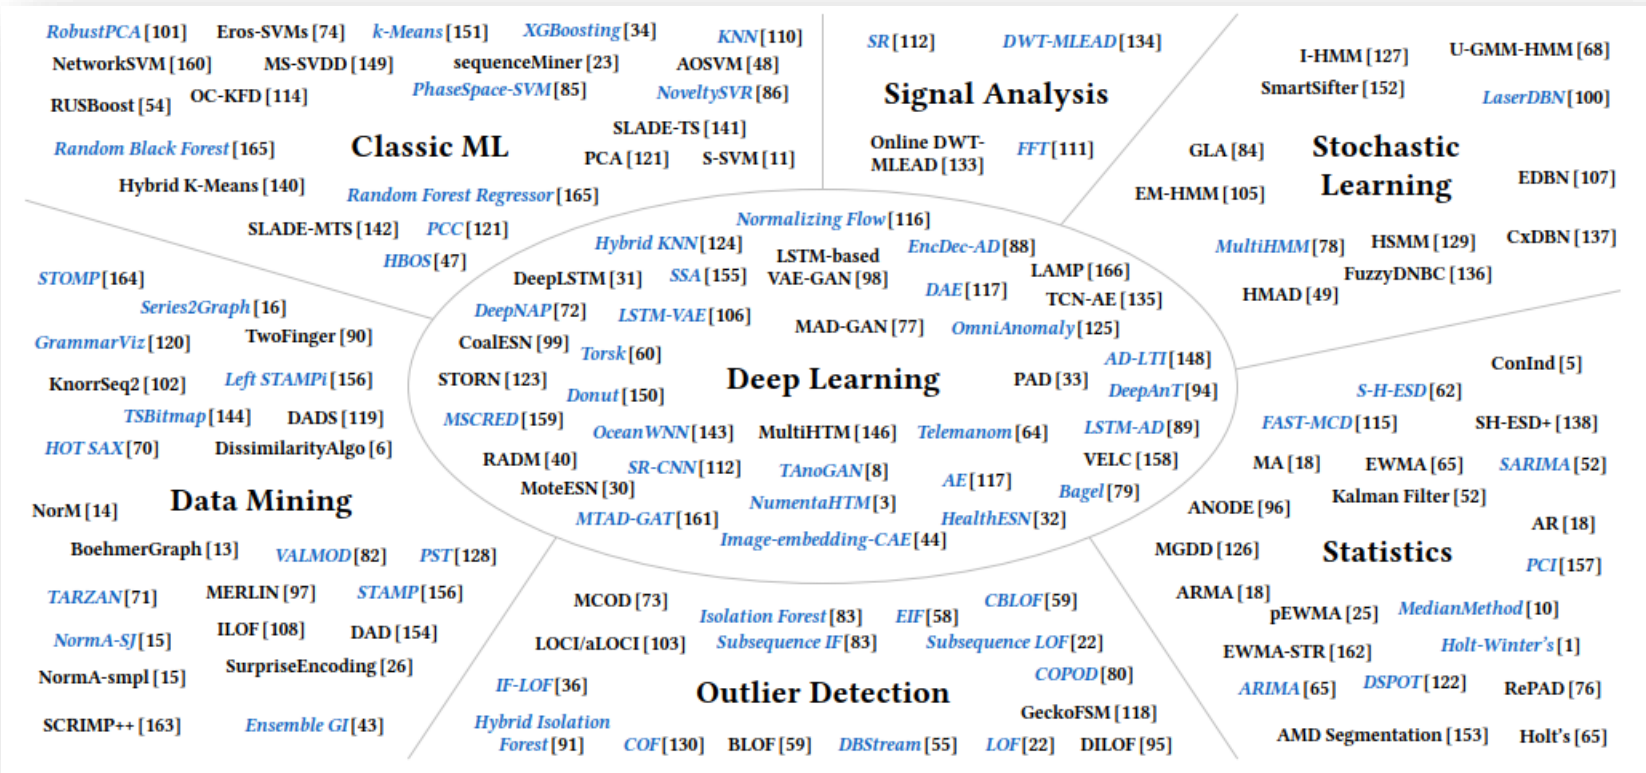 RobustPCA [101] Eros-SVMs [74] k-Means [151] XGBoosting [34] KNN [110]
NetworkSVM [160] MS-SVDD [149] sequenceMiner [23] AOSVM [48]
RUSBoost [54] OC-KFD [114] PhaseSpace-SVM [85] NoveltySVR [86]
SLADE-TS [141]
Random Black Forest [165] Classic ML PCA [121] S-SVM [11]
Hybrid K-Means [140] Random Forest Regressor [165]
SLADE-MTS [142] PCC [121]
HBOS [47]
SR [112] DWT-MLEAD [134]
Signal Analysis
Online DWT-
MLEAD [133] FFT [111]
I-HMM [127] U-GMM-HMM [68]
SmartSifter [152] LaserDBN [100]
GLA [84] Stochastic
Learning
EM-HMM [105] EDBN [107]
MultiHMM [78] HSMM [129] CxDBN [137]
FuzzyDNBC [136]
HMAD [49]
STOMP [164]
Series2Graph [16]
GrammarViz [120] TwoFinger [90]
KnorrSeq2 [102] Left STAMPi [156]
TSBitmap [144] DADS [119]
HOT SAX [70] DissimilarityAlgo [6]
NorM [14] Data Mining
BoehmerGraph [13] VALMOD [82] PST [128]
TARZAN [71] MERLIN [97] STAMP [156]
NormA-SJ [15] ILOF [108] DAD [154]
NormA-smpl [15] SurpriseEncoding [26]
SCRIMP++ [163] Ensemble GI [43]
Normalizing Flow [116]
Hybrid KNN [124] LSTM-based
VAE-GAN [98] EncDec-AD [88]
DeepLSTM [31] SSA [155] LAMP [166]
DAE [117] TCN-AE [135]
DeepNAP [72] LSTM-VAE [106] MAD-GAN [77] OmniAnomaly [125]
CoalESN [99] Torsk [60] AD-LTI [148]
STORN [123] Donut [150] Deep Learning PAD [33] DeepAnT [94]
MSCRED [159] OceanWNN [143] MultiHTM [146] Telemanom [64] LSTM-AD [89]
RADM [40] SR-CNN [112] TAnoGAN [8] AE [117] VELC [158]
MoteESN [30] NumentaHTM [3] Bagel [79]
MTAD-GAT [161] HealthESN [32]
Image-embedding-CAE [44]
MCOD [73] Isolation Forest [83] EIF [58] CBLOF [59]
LOCI/aLOCI [103] Subsequence IF [83] Subsequence LOF [22]
IF-LOF [36] Outlier Detection COPOD [80]
GeckoFSM [118]
Hybrid Isolation
Forest [91] COF [130] BLOF [59] DBStream [55] LOF [22] DILOF [95]
ConInd [5]
S-H-ESD [62]
FAST-MCD [115] SH-ESD+ [138]
MA [18] EWMA [65] SARIMA [52]
ANODE [96] Kalman Filter [52]
AR [18]
MGDD [126] Statistics PCI [157]
ARMA [18] pEWMA [25] MedianMethod [10]
EWMA-STR [162] Holt-Winter's [1]
ARIMA [65] DSPOT [122] RePAD [76]
AMD Segmentation [153] Holt's [65]